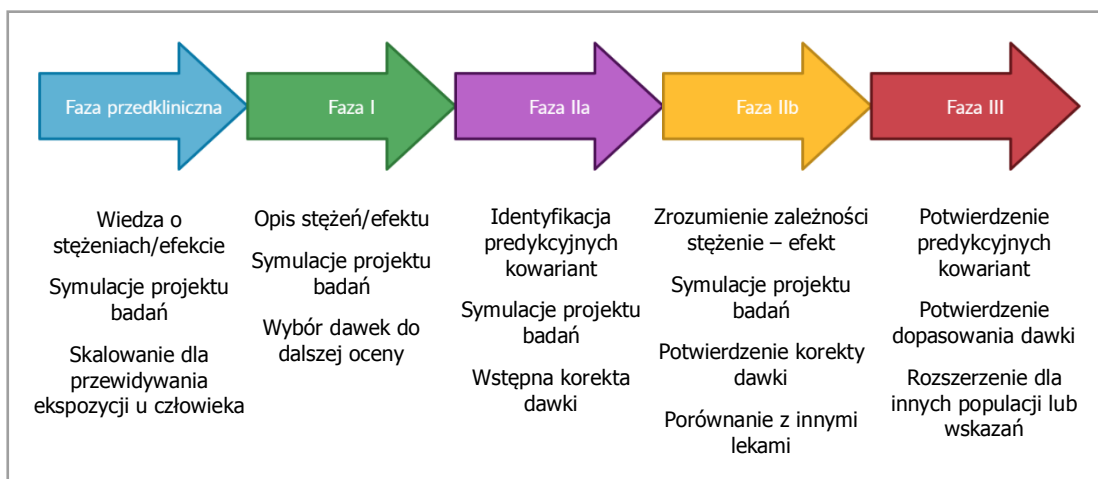 Faza przedkliniczna
Faza I
Faza IIa
Faza IIb
Faza III
Wiedza o
stężeniach/efekcie
Symulacje projektu
badań
Skalowanie dla
przewidywania
ekspozycji u człowieka
Opis stężeń/efektu
Symulacje projektu
badań
Wybór dawek do
dalszej oceny
Identyfikacja
predykcyjnych
kowariant
Symulacje projektu
badań
Wstępna korekta
dawki
Zrozumienie zależności
stężenie – efekt
Symulacje projektu
badań
Potwierdzenie korekty
dawki
Porównanie z innymi
lekami
Potwierdzenie
predykcyjnych
kowariant
Potwierdzenie
dopasowania dawki
Rozszerzenie dla
innych populacji lub
wskazań